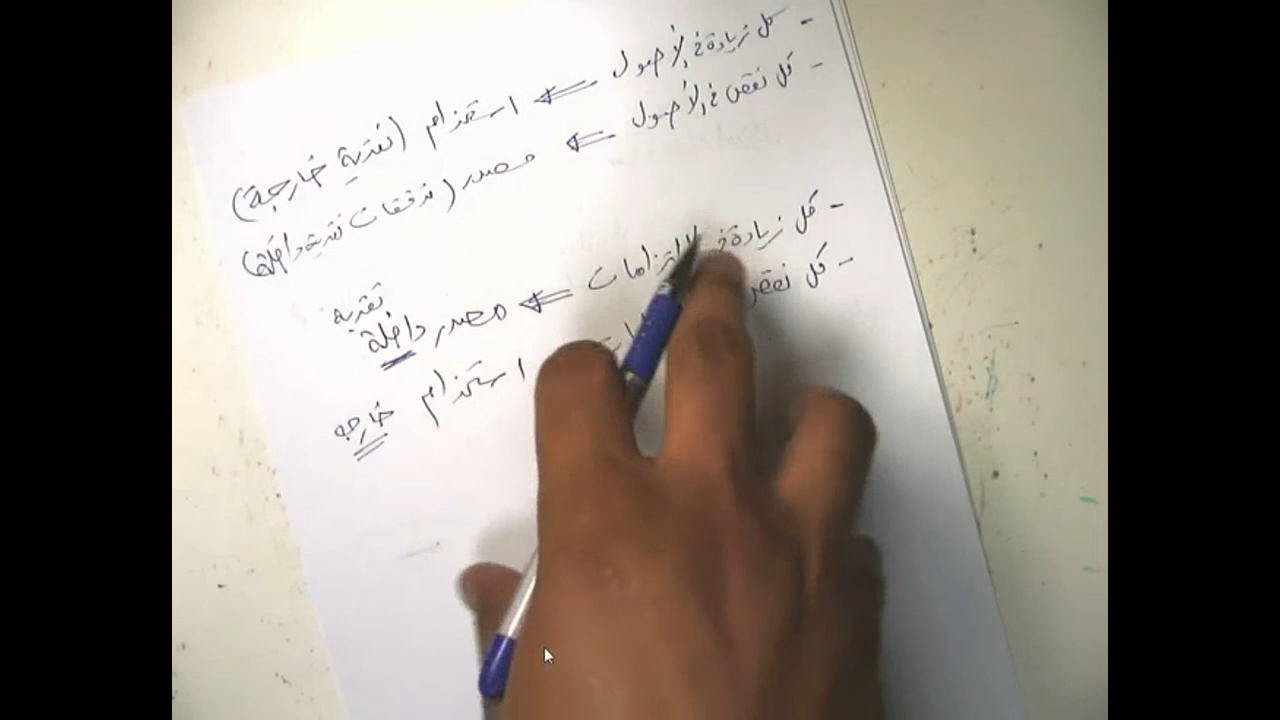 - كل زيادة في الأصول ⇐ استخدام (نقدية خارجة)
- كل نقص في الأصول ⇐ مصدر (تدفقات نقدية داخلة)
- كل زيادة في الالتزامات ⇐ مصدر داخلة نقدية
- كل نقص استخدام خارجه